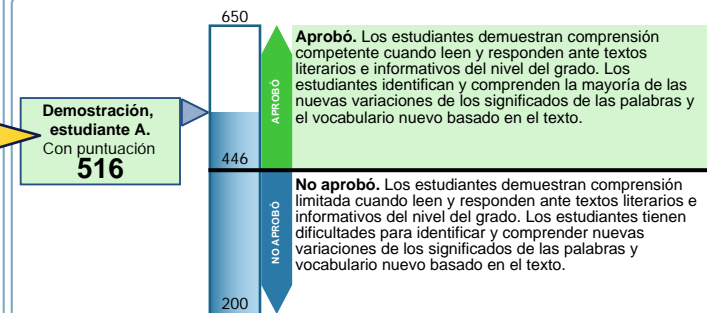 650
Aprobó. Los estudiantes demuestran comprensión
competente cuando leen y responden ante textos
literarios e informativos del nivel del grado. Los
estudiantes identifican y comprenden la mayoría de las
nuevas variaciones de los significados de las palabras y
el vocabulario nuevo basado en el texto.
APROBÓ
Demostración,
estudiante A.
Con puntuación
516
446
No aprobó. Los estudiantes demuestran comprensión
limitada cuando leen y responden ante textos literarios e
informativos del nivel del grado. Los estudiantes tienen
dificultades para identificar y comprender nuevas
variaciones de los significados de las palabras y
vocabulario nuevo basado en el texto.
NO APROBÓ
200